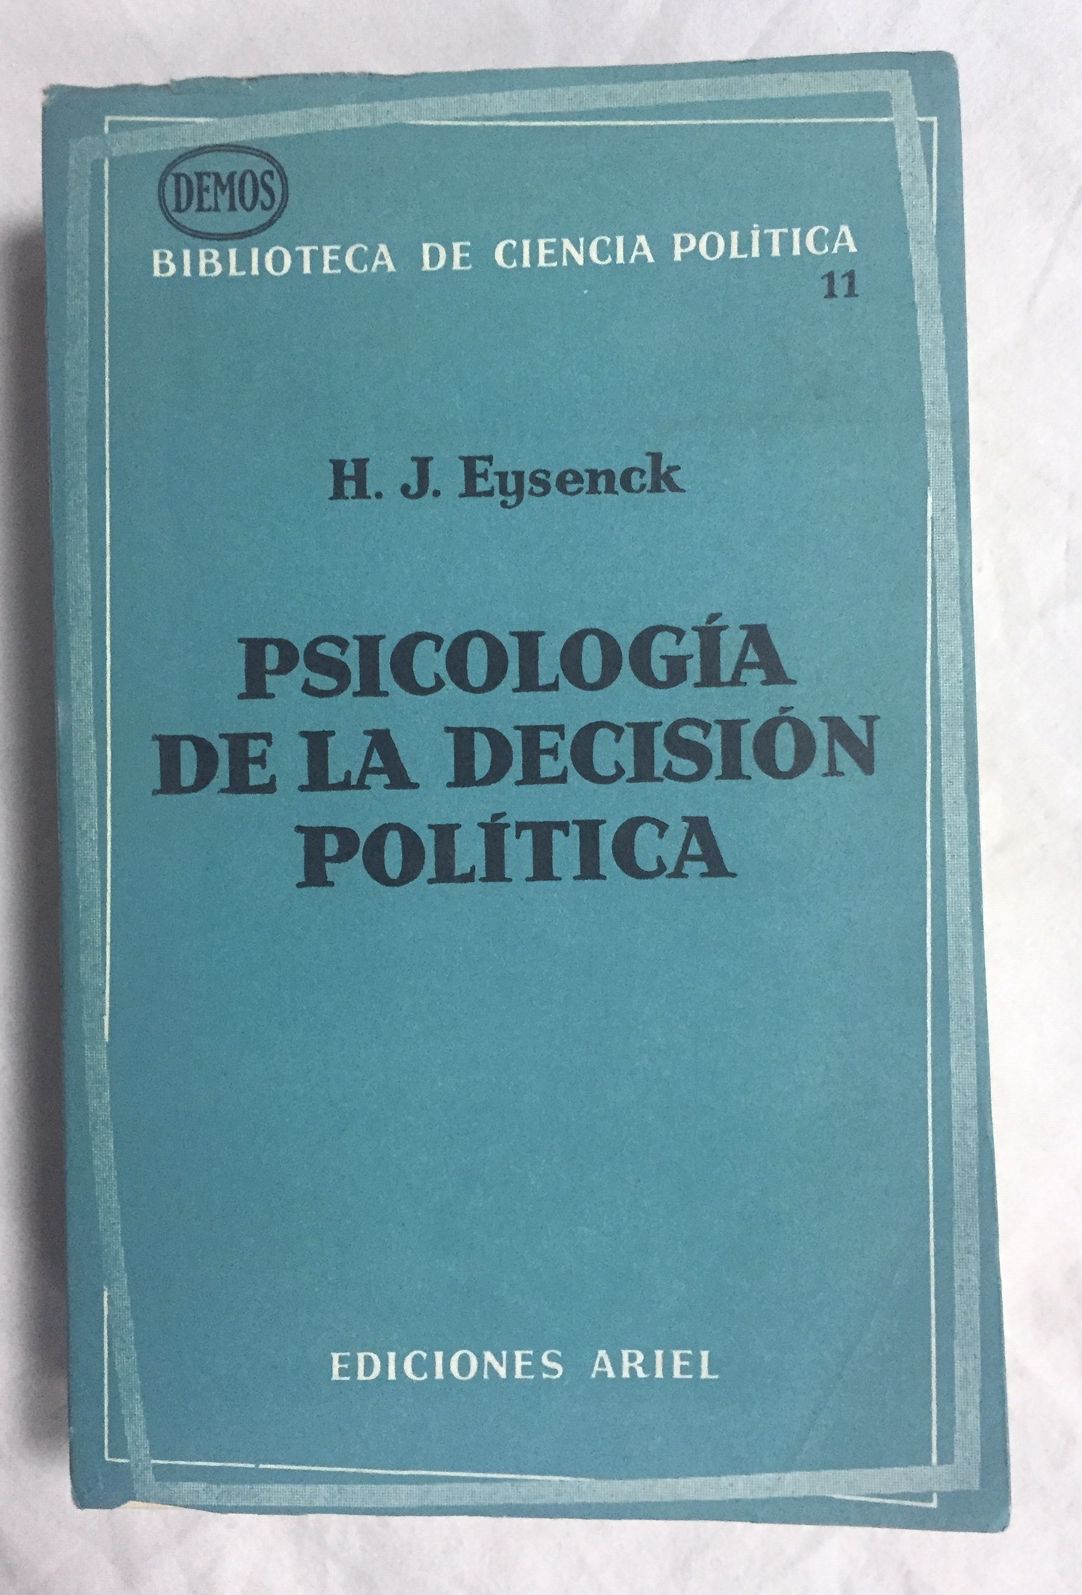 DEMOS
BIBLIOTECA DE CIENCIA POLÍTICA
11
H. J. Eysenck
PSICOLOGÍA
DE LA DECISIÓN
POLÍTICA
EDICIONES ARIEL